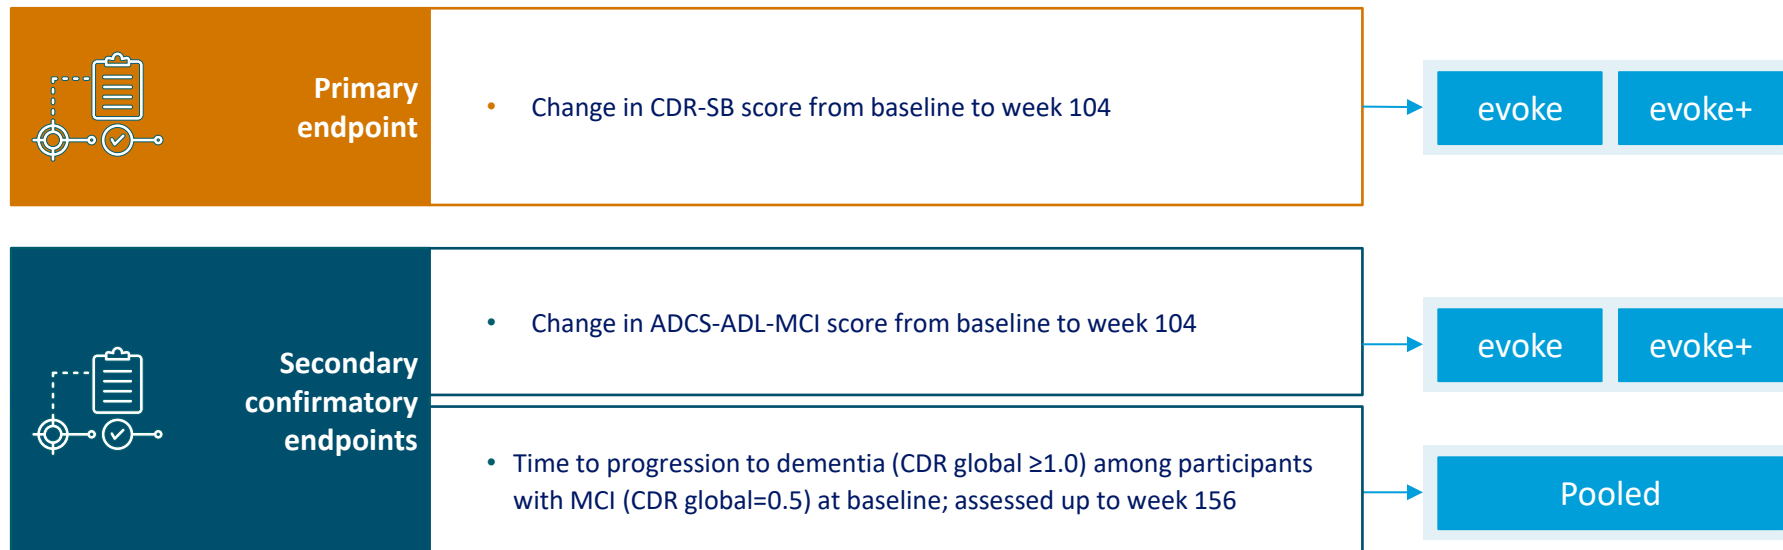 Primary
endpoint
• Change in CDR-SB score from baseline to week 104
evoke
evoke+
Secondary
confirmatory
endpoints
• Change in ADCS-ADL-MCI score from baseline to week 104
evoke
evoke+
• Time to progression to dementia (CDR global ≥1.0) among participants
with MCI (CDR global=0.5) at baseline; assessed up to week 156
Pooled